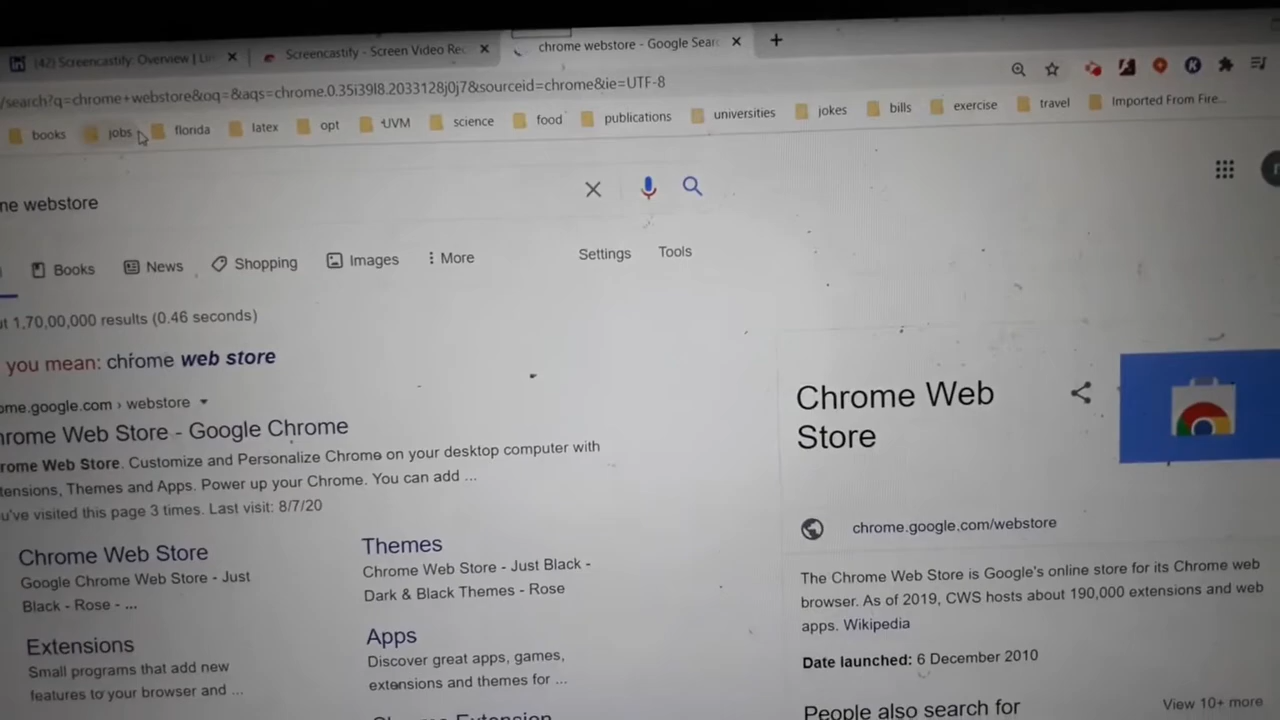 (42) Screencastify: Overview | Lin
Screencastify - Screen Video Rec
chrome webstore - Google Searc
/search?q=chrome+webstore&oq=&aqs=chrome.0.35i39l8.2033128j0j7&sourceid=chrome&ie=UTF-8
books jobs florida latex opt UVM science food publications universities jokes bills exercise travel Imported From Fire...
me webstore
Books News Shopping Images More Settings Tools
ut 1,70,00,000 results (0.46 seconds)
you mean: chrome web store
ome.google.com › webstore
hrome Web Store - Google Chrome
rome Web Store. Customize and Personalize Chrome on your desktop computer with
tensions, Themes and Apps. Power up your Chrome. You can add ...
u've visited this page 3 times. Last visit: 8/7/20
Chrome Web Store
Google Chrome Web Store - Just
Black - Rose - ...
Themes
Chrome Web Store - Just Black -
Dark & Black Themes - Rose
Extensions
Small programs that add new
features to your browser and ...
Apps
Discover great apps, games,
extensions and themes for ...
Chrome Web
Store
chrome.google.com/webstore
The Chrome Web Store is Google's online store for its Chrome web
browser. As of 2019, CWS hosts about 190,000 extensions and web
apps. Wikipedia
Date launched: 6 December 2010
People also search for
View 10+ more